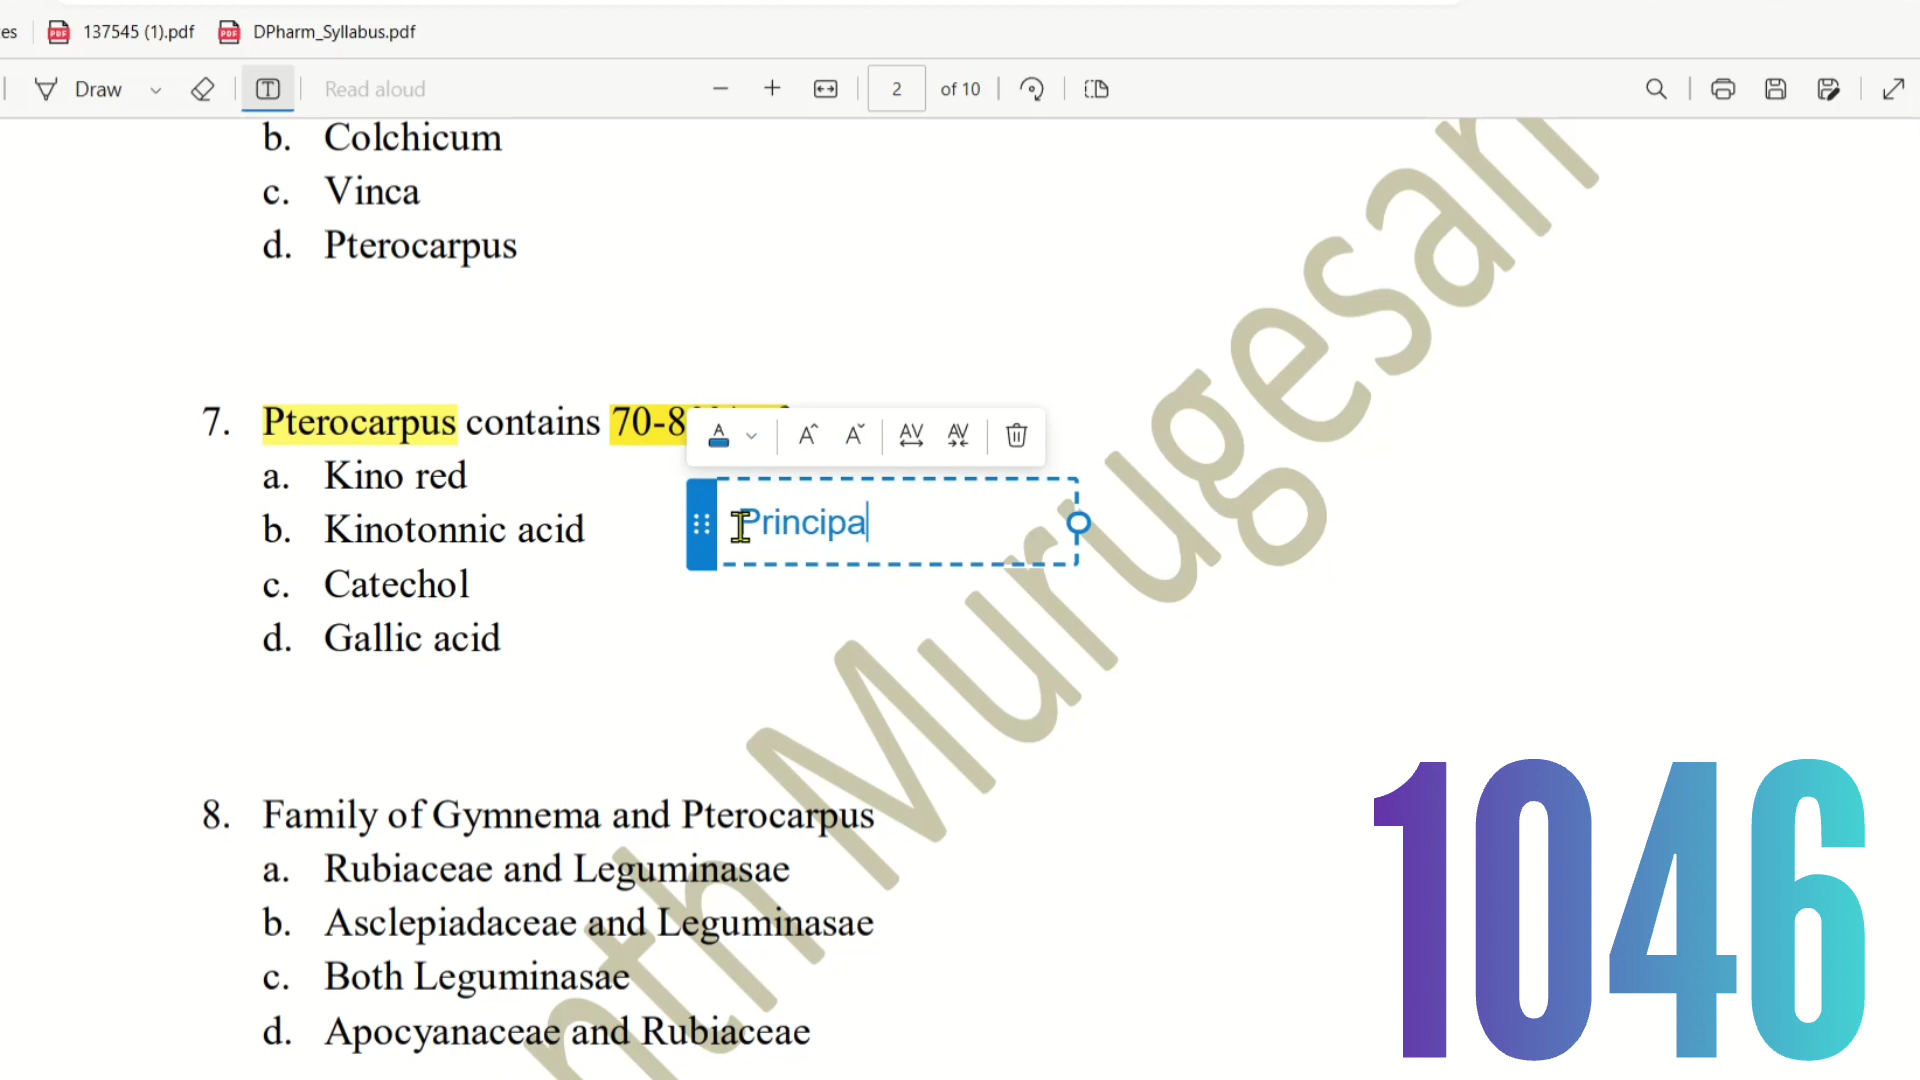 es 137545 (1).pdf DPharm_Syllabus.pdf
Draw Read aloud 2 of 10
b. Colchicum
c. Vinca
d. Pterocarpus
7. Pterocarpus contains 70-8
a. Kino red
b. Kinotonnic acid
Principa
c. Catechol
d. Gallic acid
8. Family of Gymnema and Pterocarpus
a. Rubiaceae and Leguminasae
b. Asclepiadaceae and Leguminasae
c. Both Leguminasae
d. Apocyanaceae and Rubiaceae
nth Murugesan
1046